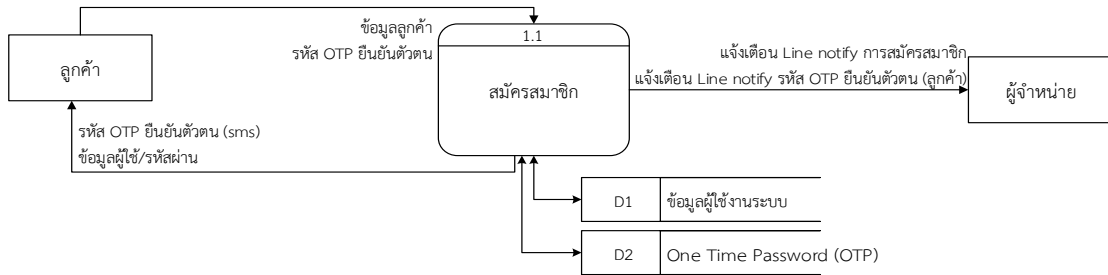 ข้อมูลลูกค้า
รหัส OTP ยืนยันตัวตน
1.1
ลูกค้า
สมัครสมาชิก
แจ้งเตือน Line notify การสมัครสมาชิก
แจ้งเตือน Line notify รหัส OTP ยืนยันตัวตน (ลูกค้า)
ผู้จำหน่าย
รหัส OTP ยืนยันตัวตน (sms)
ข้อมูลผู้ใช้/รหัสผ่าน
D1 ข้อมูลผู้ใช้งานระบบ
D2 One Time Password (OTP)